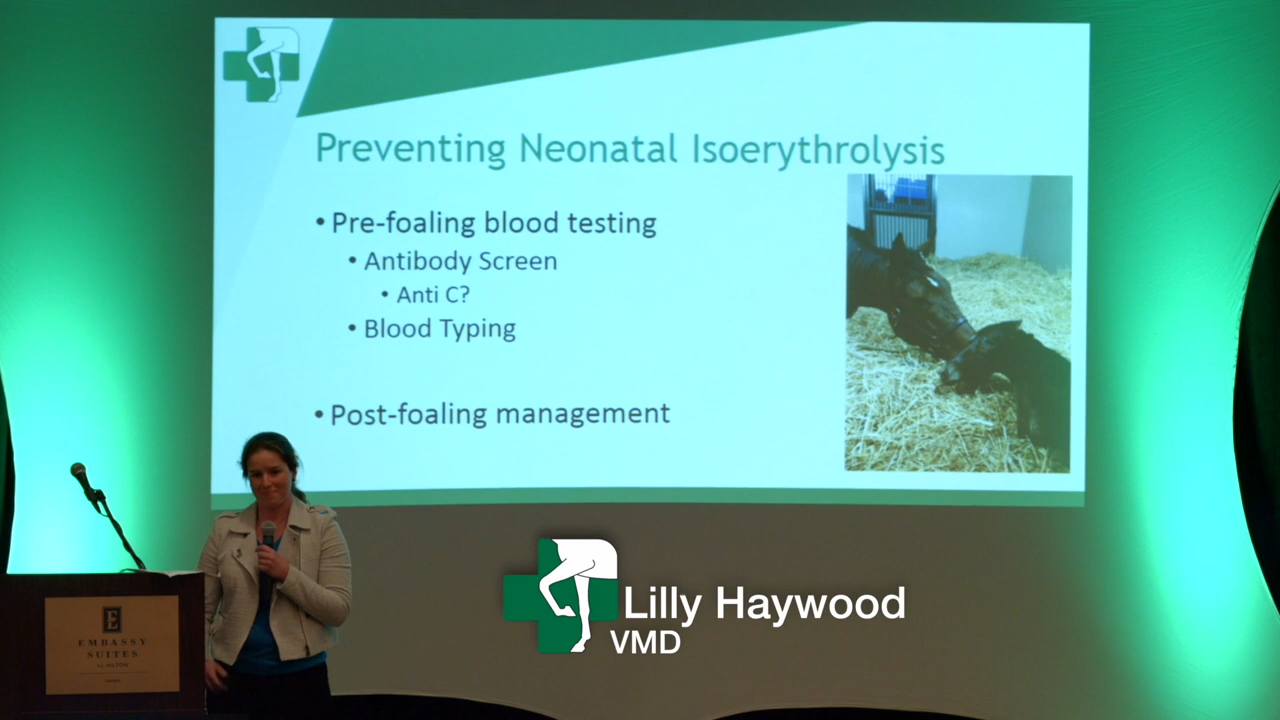 Preventing Neonatal Isoerythrolysis
• Pre-foaling blood testing
• Antibody Screen
• Anti C?
• Blood Typing
• Post-foaling management
Lilly Haywood
VMD
E
EMBASSY
SUITES
by HILTON